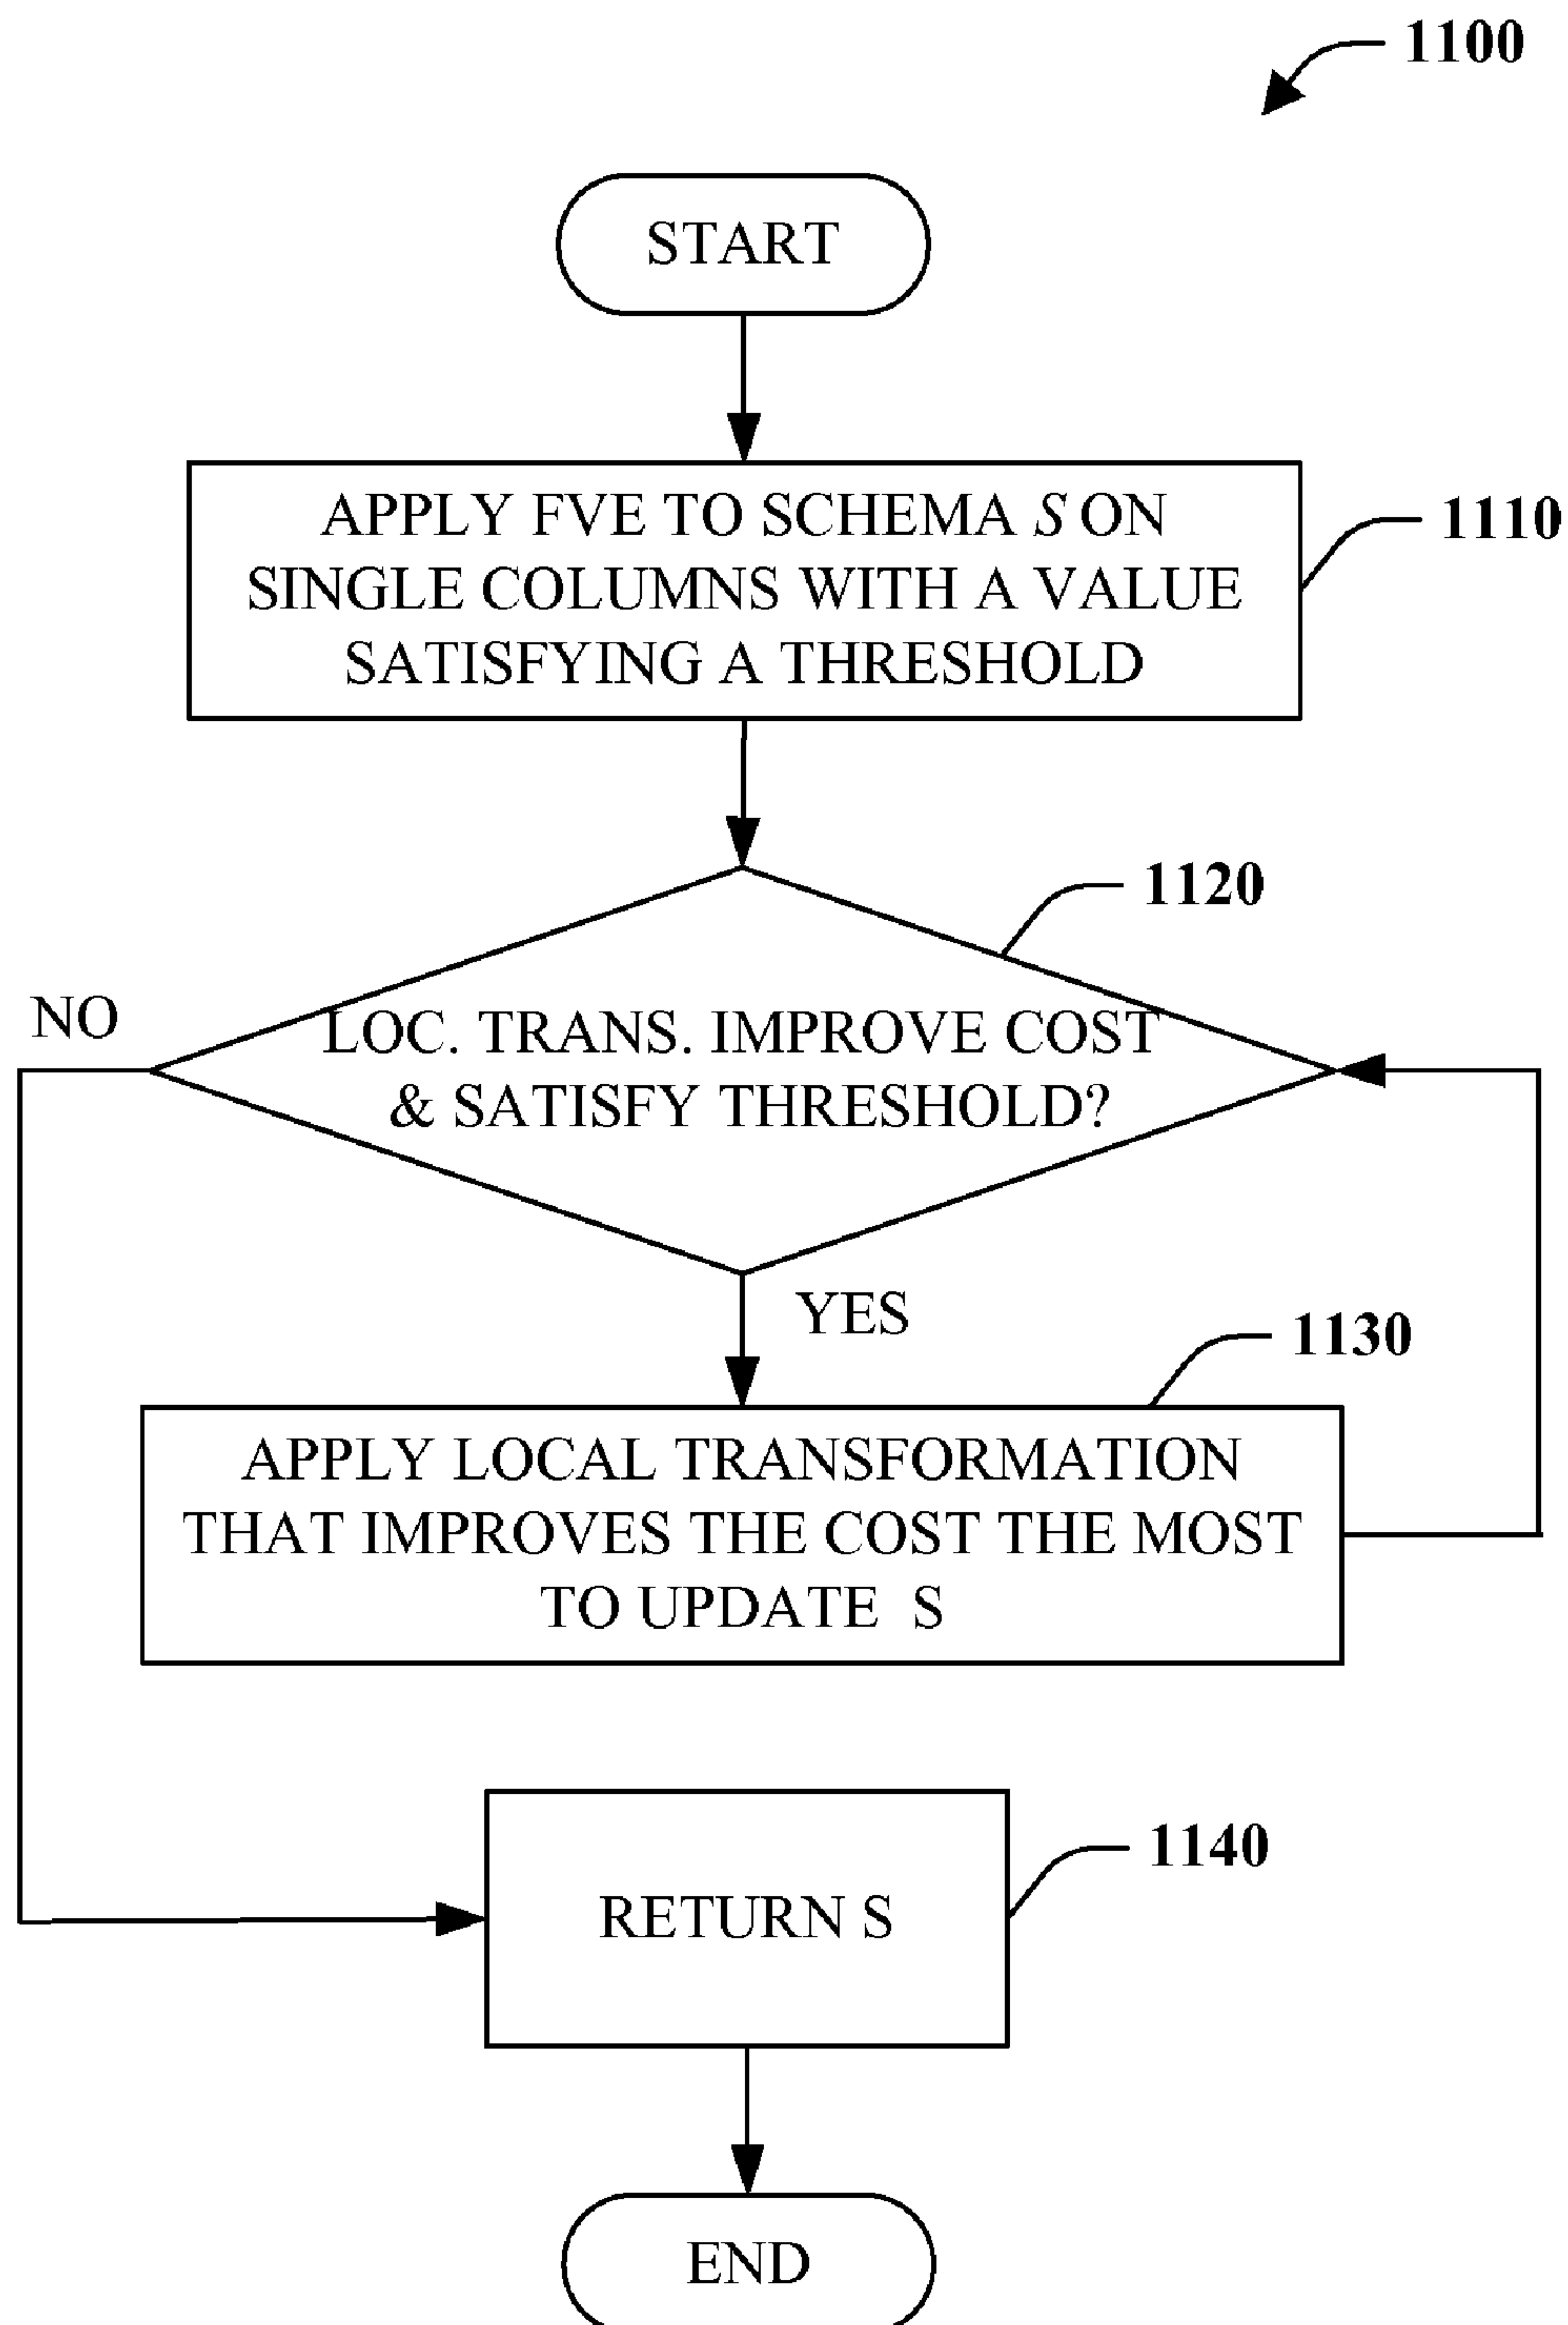 1100
START
APPLY FVE TO SCHEMA S ON
SINGLE COLUMNS WITH A VALUE
SATISFYING A THRESHOLD
1110
1120
NO
LOC. TRANS. IMPROVE COST
& SATISFY THRESHOLD?
YES
1130
APPLY LOCAL TRANSFORMATION
THAT IMPROVES THE COST THE MOST
TO UPDATE S
1140
RETURN S
END